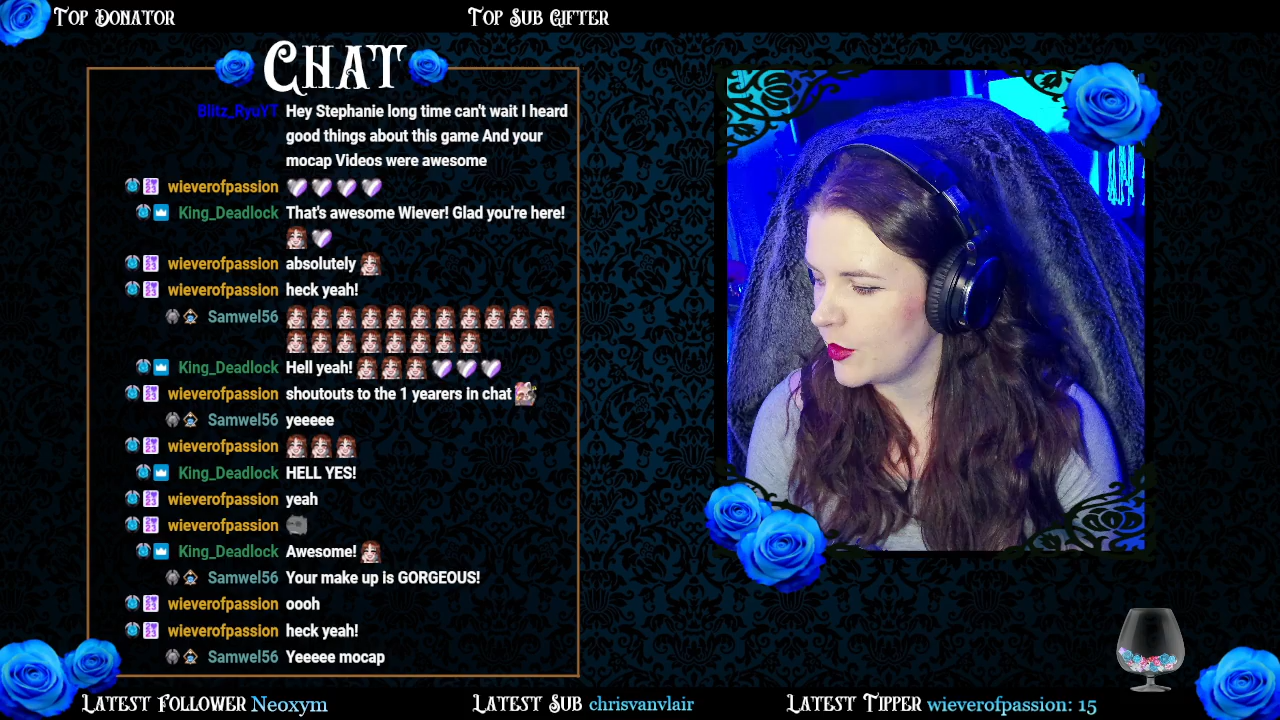 Top Donator
Top Sub Gifter
Chat
Blitz_RyuYT Hey Stephanie long time can't wait I heard
good things about this game And your
mocap Videos were awesome
wieverofpassion
King_Deadlock That's awesome Wiever! Glad you're here!
wieverofpassion absolutely
wieverofpassion heck yeah!
Samwel56
King_Deadlock Hell yeah!
wieverofpassion shoutouts to the 1 yearers in chat
Samwel56 yeeeee
wieverofpassion
King_Deadlock HELL YES!
wieverofpassion yeah
wieverofpassion
King_Deadlock Awesome!
Samwel56 Your make up is GORGEOUS!
wieverofpassion oooh
wieverofpassion heck yeah!
Samwel56 Yeeeee mocap
Latest Follower Neoxym
Latest Sub chrisvanvlair
Latest Tipper wieverofpassion: 15